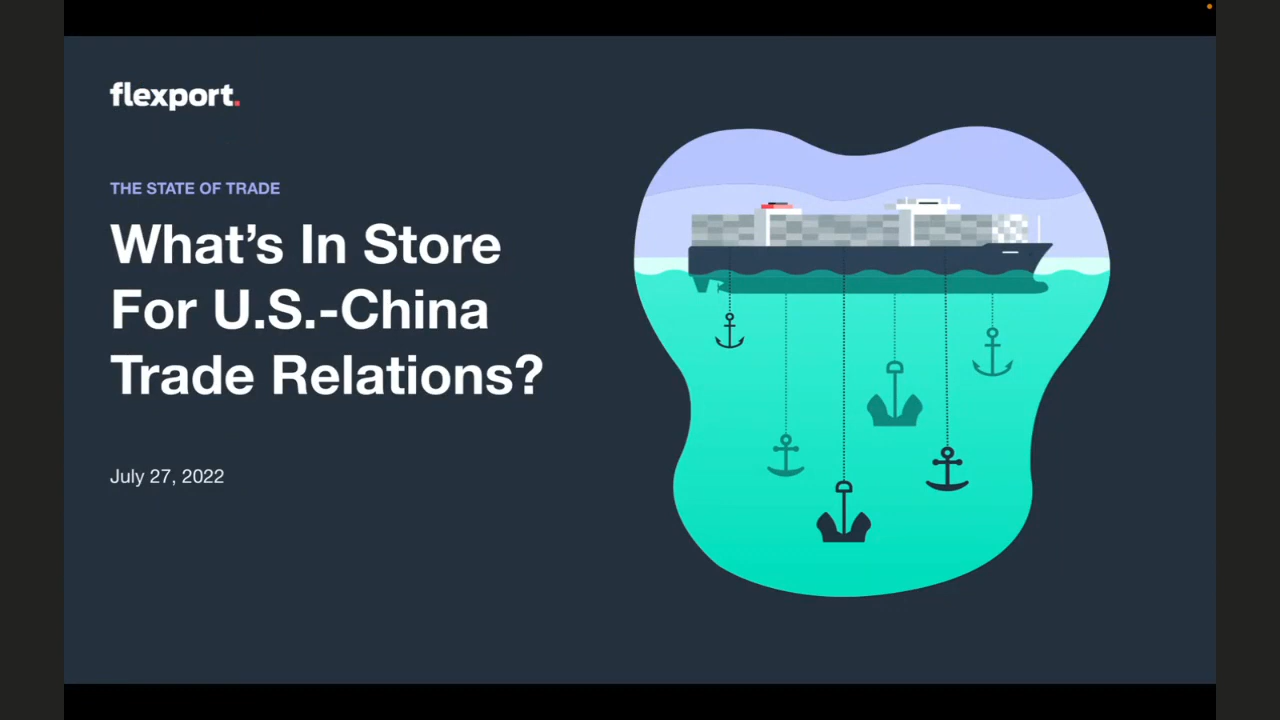 flexport.
THE STATE OF TRADE
What's In Store
For U.S.-China
Trade Relations?
July 27, 2022